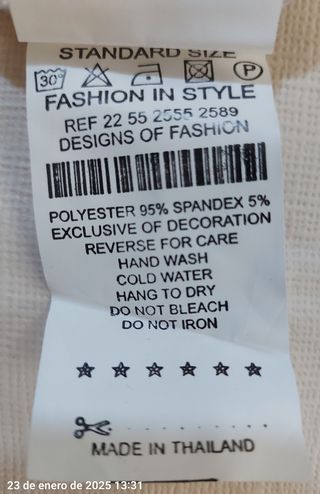 STANDARD SIZE
30° P
FASHION IN STYLE
REF 22 55 2555 2589
DESIGNS OF FASHION
POLYESTER 95% SPANDEX 5%
EXCLUSIVE OF DECORATION
REVERSE FOR CARE
HAND WASH
COLD WATER
HANG TO DRY
DO NOT BLEACH
DO NOT IRON
MADE IN THAILAND
23 de enero de 2025 13:31